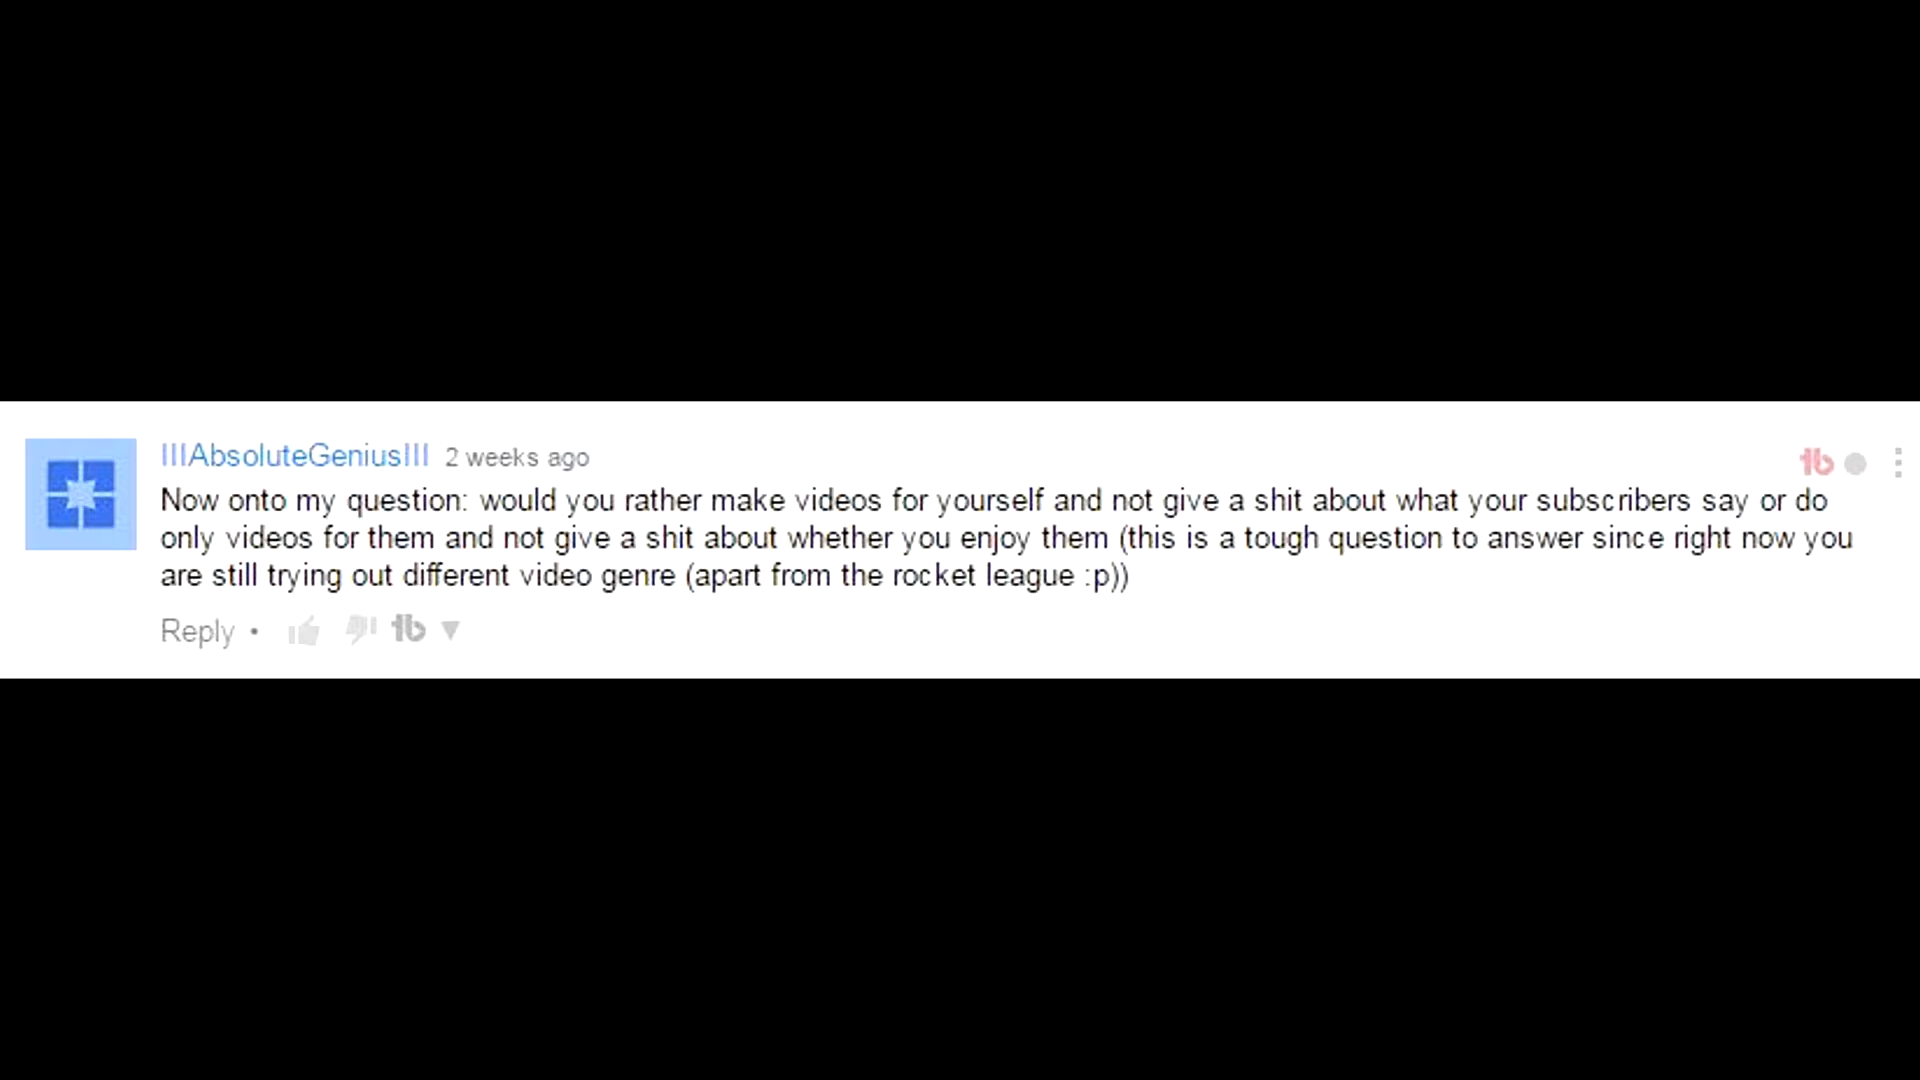 IIIAbsoluteGeniusIII 2 weeks ago
Now onto my question: would you rather make videos for yourself and not give a shit about what your subscribers say or do
only videos for them and not give a shit about whether you enjoy them (this is a tough question to answer since right now you
are still trying out different video genre (apart from the rocket league :p))
Reply • tb
tb